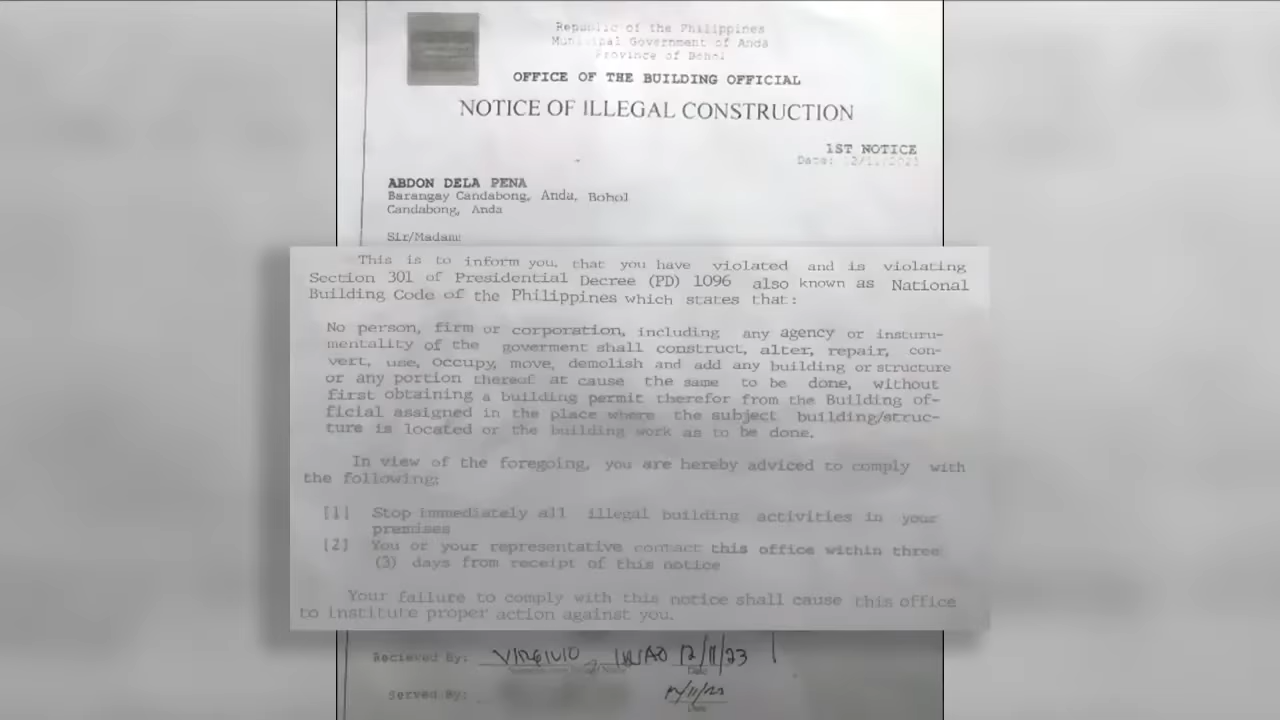 Republic of the Philippines
Municipal Government of Anda
Province of Bohol
OFFICE OF THE BUILDING OFFICIAL
NOTICE OF ILLEGAL CONSTRUCTION
1ST NOTICE
Date:
ABDON DELA PENA
Barangay Candabong, Anda, Bohol
Candabong, Anda
Sir/Madam:
This is to inform you, that you have violated and is violating
Section 301 of Presidential Decree (PD) 1096 also known as National
Building Code of the Philippines which states that:
No person, firm or corporation, including any agency or insturu-
mentality of the goverment shall construct, alter, repair, con-
vert, use, occupy, move, demolish and add any building or structure
or any portion thereof at cause the same to be done, without
first obtaining a building permit therefor from the Building of-
ficial assigned in the place where the subject building/struc-
ture is located or the building work as to be done.
In view of the foregoing, you are hereby adviced to comply with
the following:
[1] Stop immediately all illegal building activities in your
premises
[2] You or your representative contact this office within three
(3) days from receipt of this notice
Your failure to comply with this notice shall cause this office
to institute proper action against you.
Recieved By: VIRGILIO 12/11/23
Date
Served By:
Date